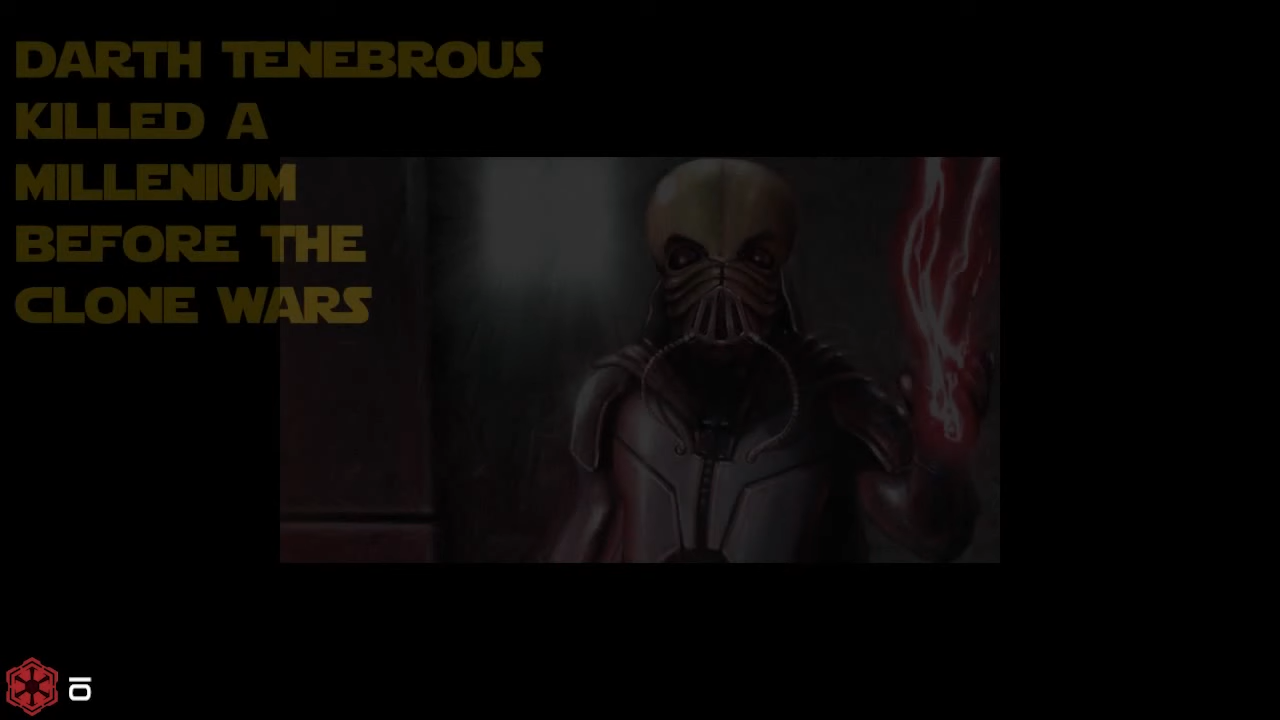 DARTH TENEBROUS
KILLED A
MILLENIUM
BEFORE THE
CLONE WARS